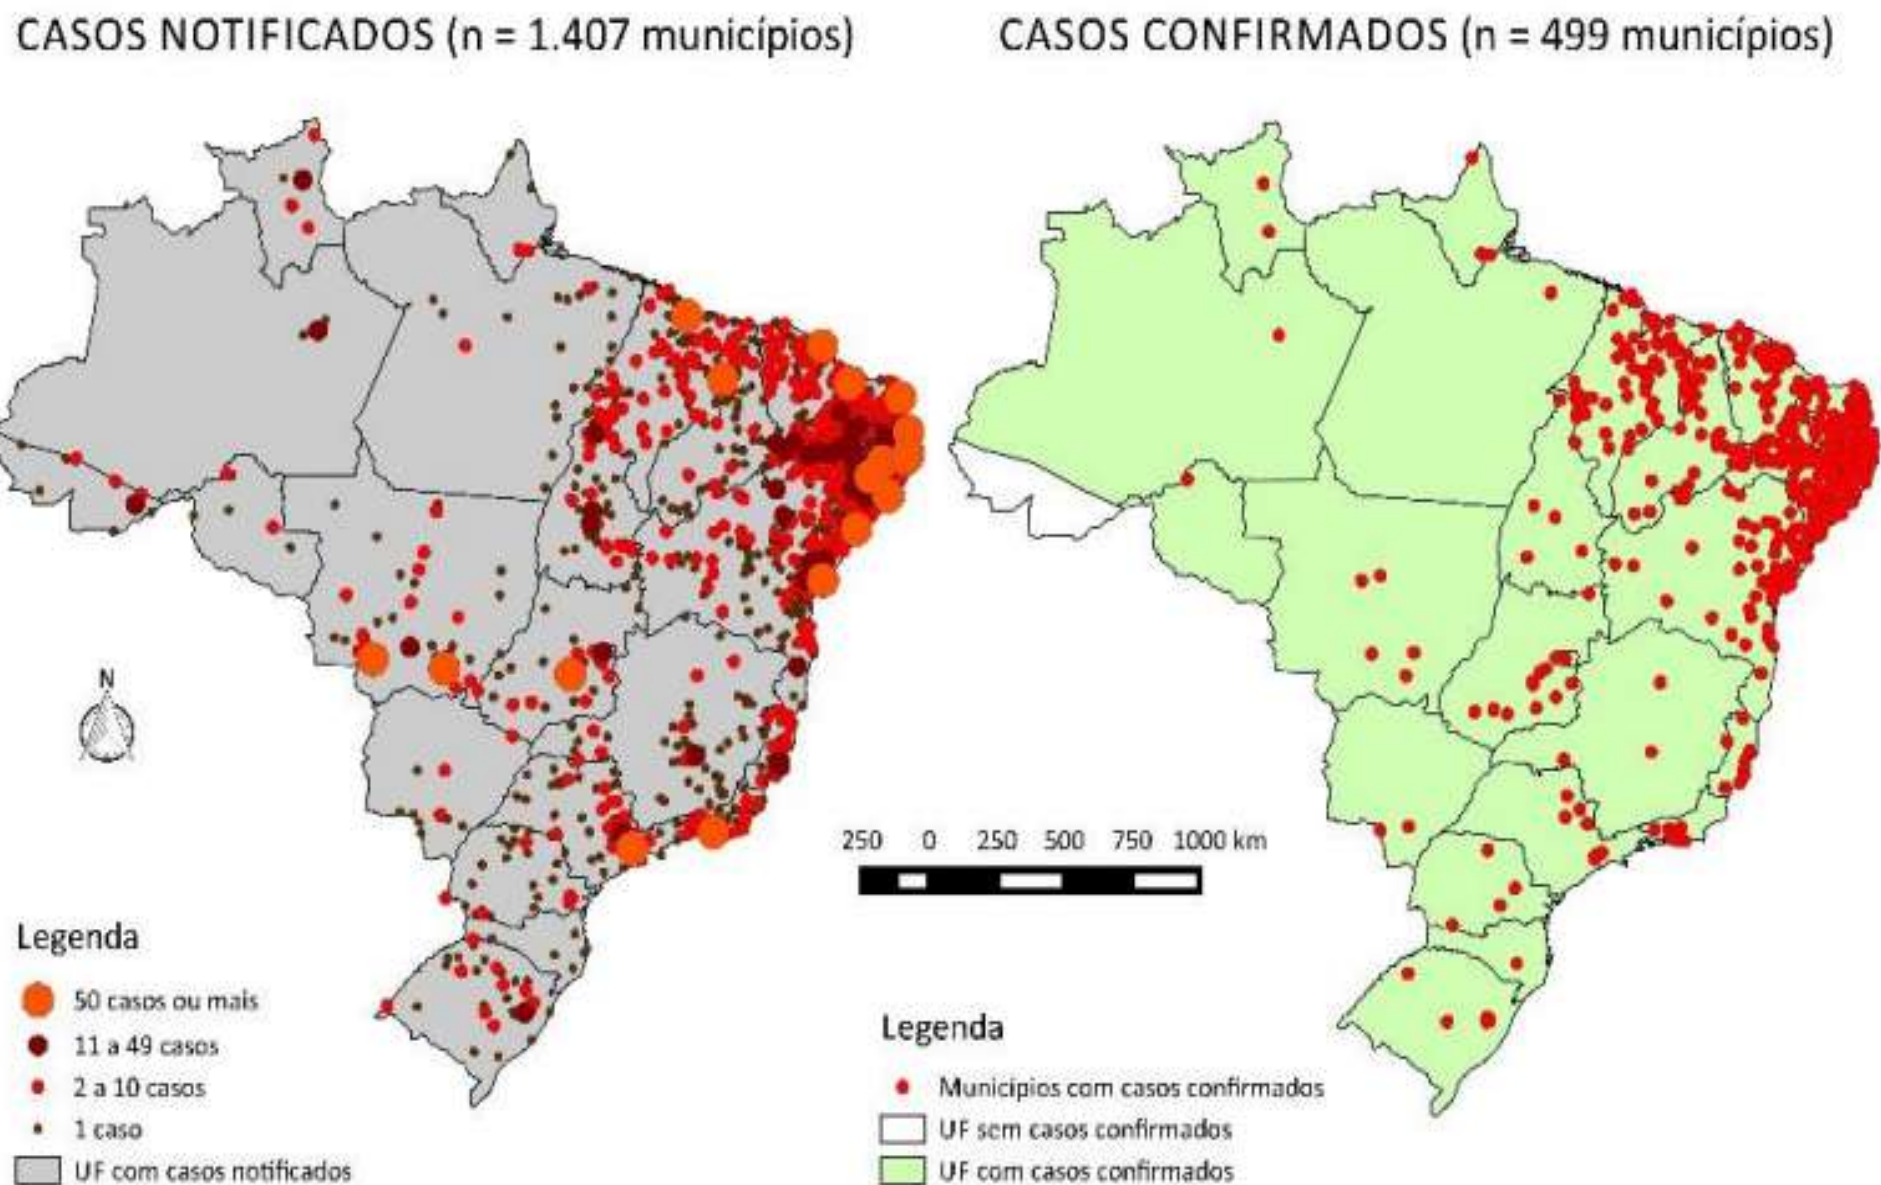 CASOS NOTIFICADOS (n = 1.407 municípios)
CASOS CONFIRMADOS (n = 499 municípios)
N
250 0 250 500 750 1000 km
Legenda
50 casos ou mais
11 a 49 casos
2 a 10 casos
1 caso
UF com casos notificados
Legenda
Municípios com casos confirmados
UF sem casos confirmados
UF com casos confirmados